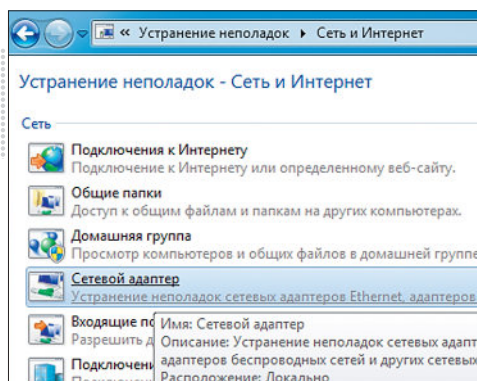 « Устранение неполадок ▸ Сеть и Интернет
Устранение неполадок - Сеть и Интернет
Сеть
Подключения к Интернету
Подключение к Интернету или определенному веб-сайту.
Общие папки
Доступ к общим файлам и папкам на других компьютерах.
Домашняя группа
Просмотр компьютеров и общих файлов в домашней группе
Сетевой адаптер
Устранение неполадок сетевых адаптеров Ethernet, адаптеров
Входящие
Разрешить
Имя: Сетевой адаптер
Описание: Устранение неполадок сетевых
адаптеров беспроводных сетей и других сетевых
Расположение: Локально